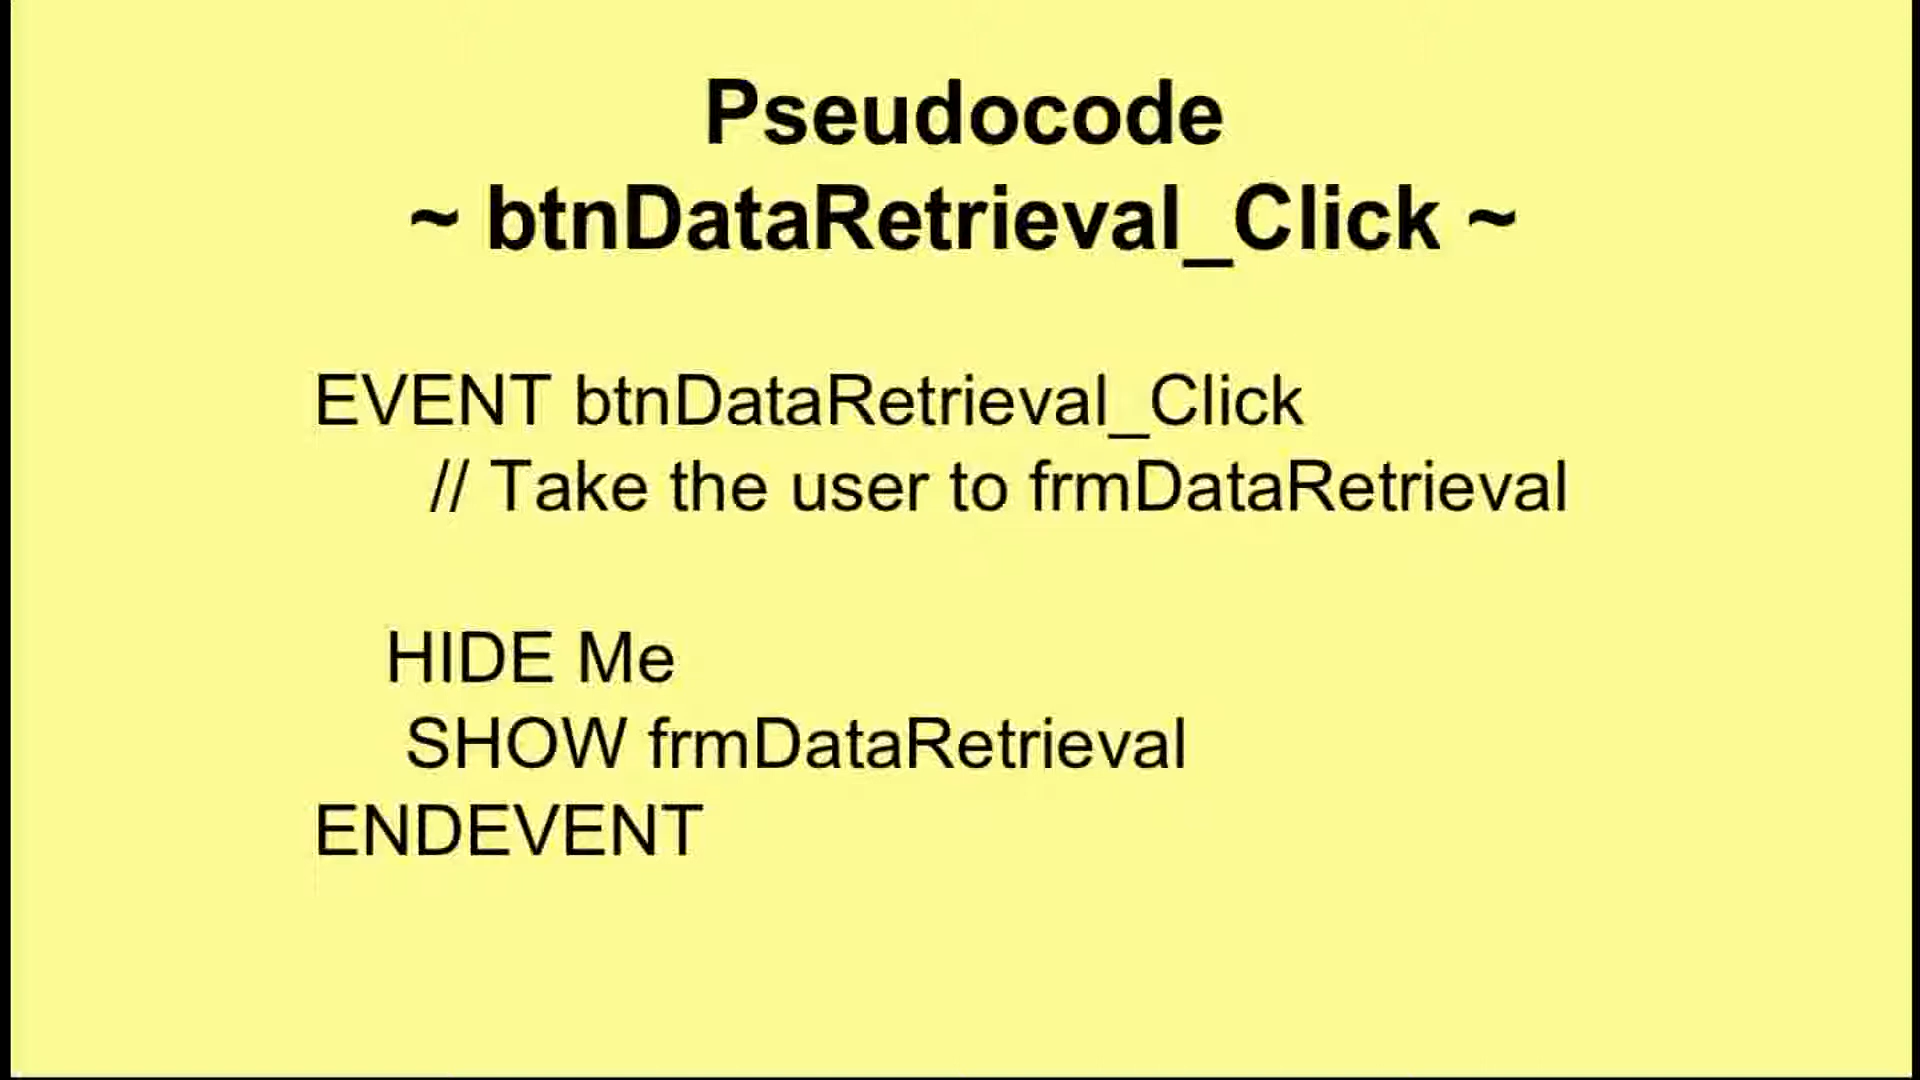 Pseudocode
~ btnDataRetrieval_Click ~
EVENT btnDataRetrieval_Click
// Take the user to frmDataRetrieval
HIDE Me
SHOW frmDataRetrieval
ENDEVENT